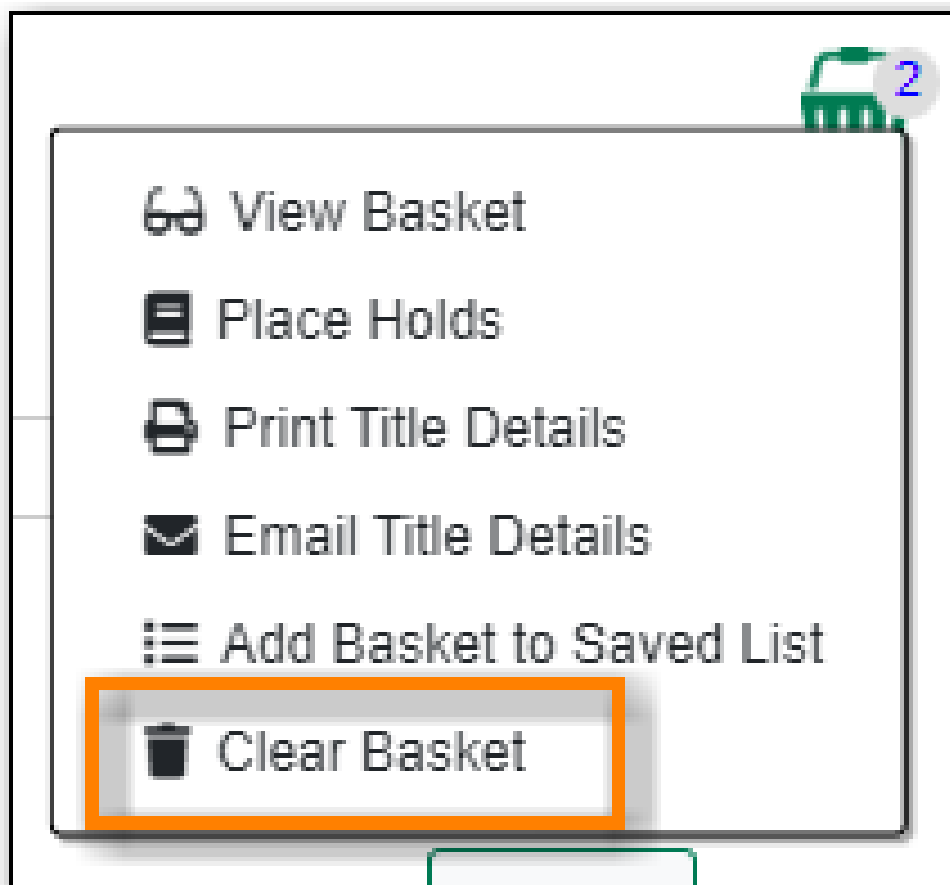 2
View Basket
Place Holds
Print Title Details
Email Title Details
Add Basket to Saved List
Clear Basket